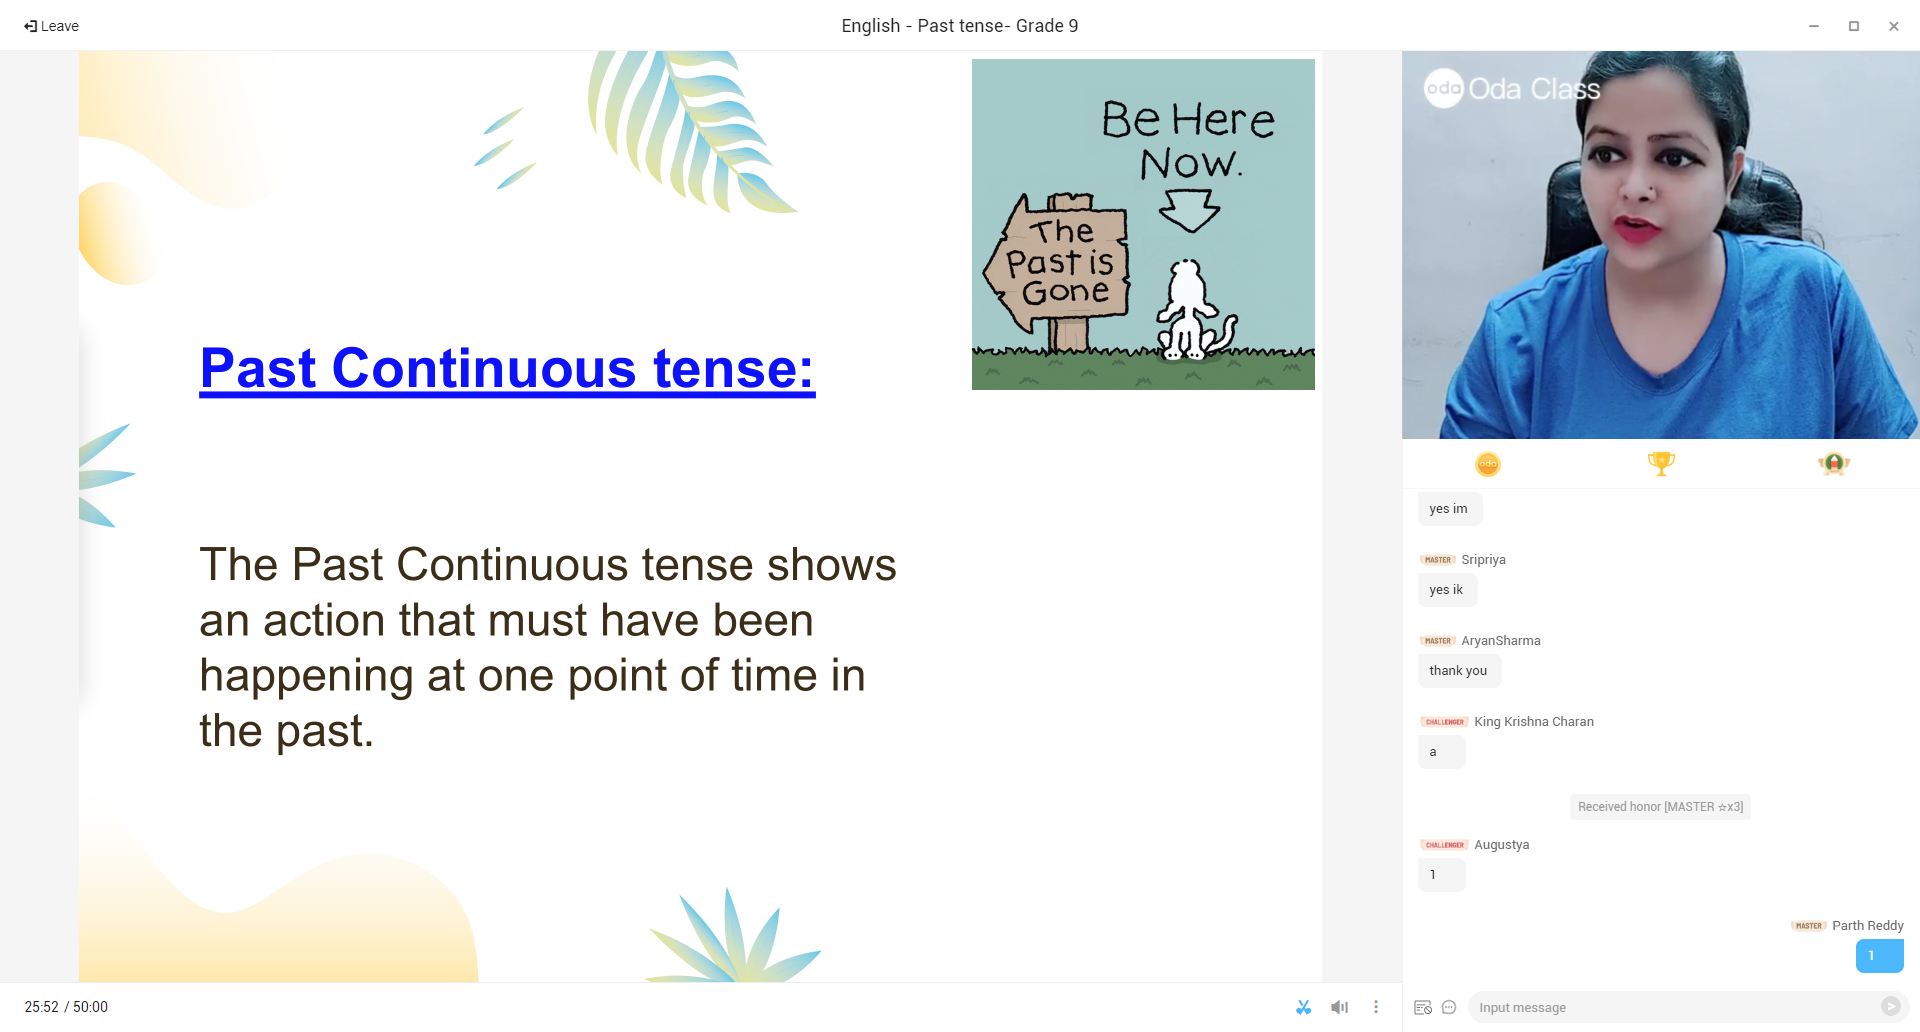 Leave
English - Past tense- Grade 9
Be Here
Now.
The
Past is
Gone
Past Continuous tense:
The Past Continuous tense shows
an action that must have been
happening at one point of time in
the past.
25:52 / 50:00
oda Oda Class
oda
yes im
MASTER Sripriya
yes ik
MASTER AryanSharma
thank you
CHALLENGER King Krishna Charan
a
Received honor [MASTER ☆x3]
CHALLENGER Augustya
1
MASTER Parth Reddy
1
Input message